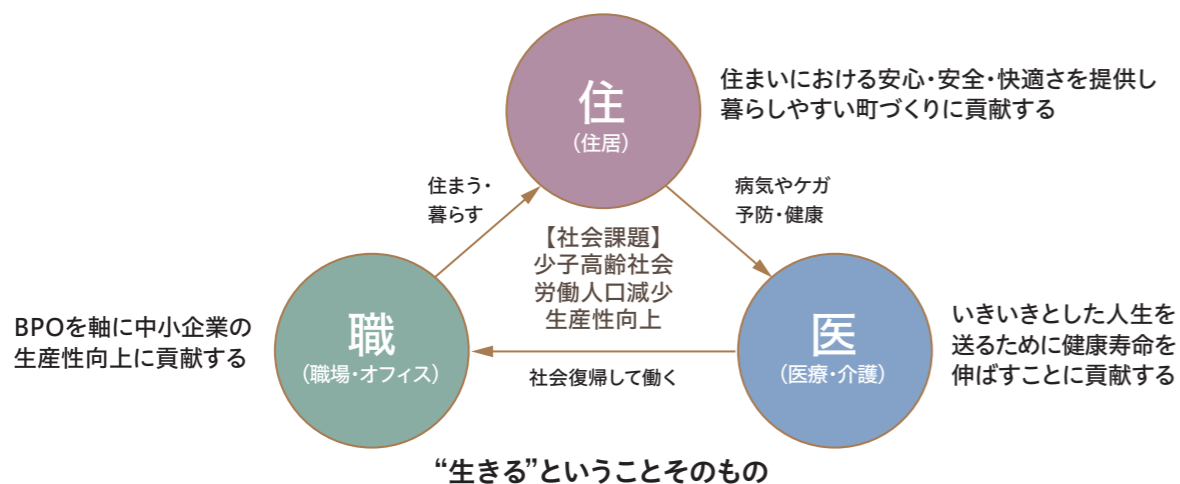 住
（住居）
住まいにおける安心・安全・快適さを提供し
暮らしやすい町づくりに貢献する
住まう・
暮らす
病気やケガ
予防・健康
【社会課題】
少子高齢社会
労働人口減少
生産性向上
BPOを軸に中小企業の
生産性向上に貢献する
職
（職場・オフィス）
社会復帰して働く
医
（医療・介護）
いきいきとした人生を
送るために健康寿命を
伸ばすことに貢献する
“生きる”ということそのもの